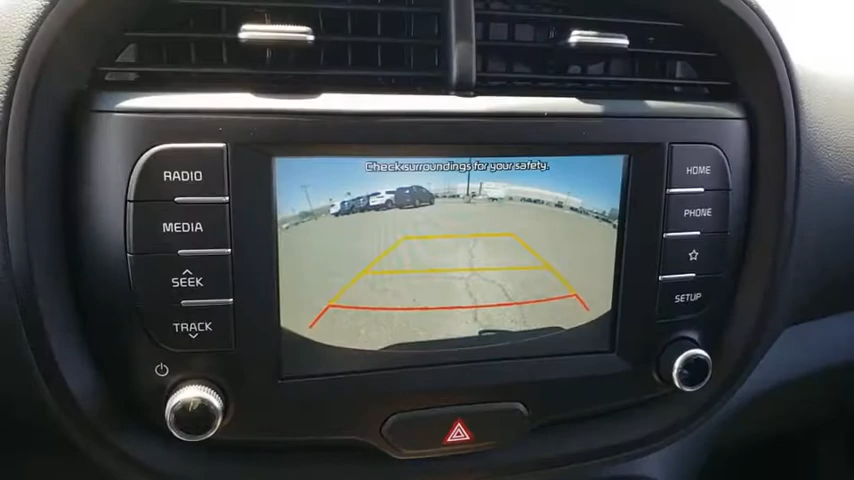 Check surroundings for your safety.
RADIO
MEDIA
SEEK
TRACK
HOME
PHONE
SETUP